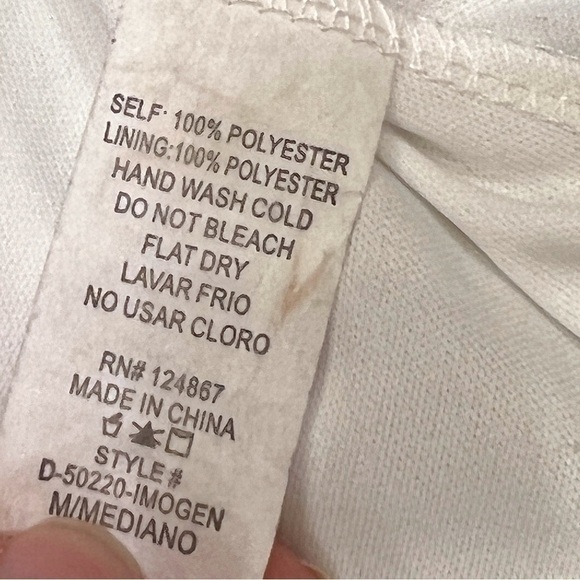 SELF: 100% POLYESTER
LINING:100% POLYESTER
HAND WASH COLD
DO NOT BLEACH
FLAT DRY
LAVAR FRIO
NO USAR CLORO
RN# 124867
MADE IN CHINA
STYLE #
D-50220-IMOGEN
M/MEDIANO